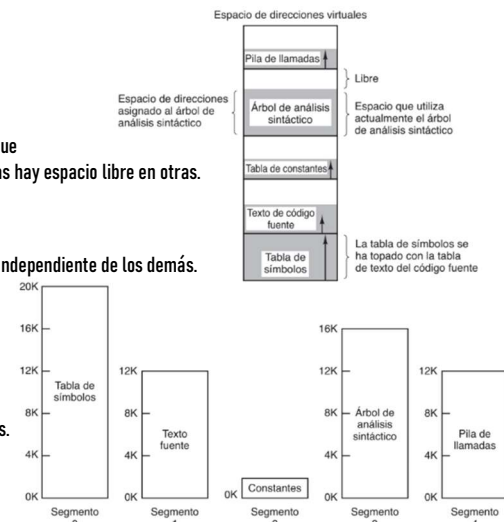 Espacio de direcciones virtuales
Pila de llamadas
Libre
Espacio de direcciones
asignado al árbol de
análisis sintáctico
Árbol de análisis
sintáctico
Espacio que utiliza
actualmente el árbol
de análisis sintáctico
ue
s hay espacio libre en otras.
Tabla de constantes
Texto de código
fuente
Tabla de
símbolos
La tabla de símbolos se
ha topado con la tabla
de texto del código fuente
ndependiente de los demás.
20K
16K
12K
8K
4K
0K
Tabla de
símbolos
Segmento
12K
8K
4K
0K
Texto
fuente
Segmento
0K
Constantes
Segmento
16K
12K
8K
4K
0K
Árbol de
análisis
sintáctico
Segmento
12K
8K
4K
0K
Pila de
llamadas
Segmento
s.